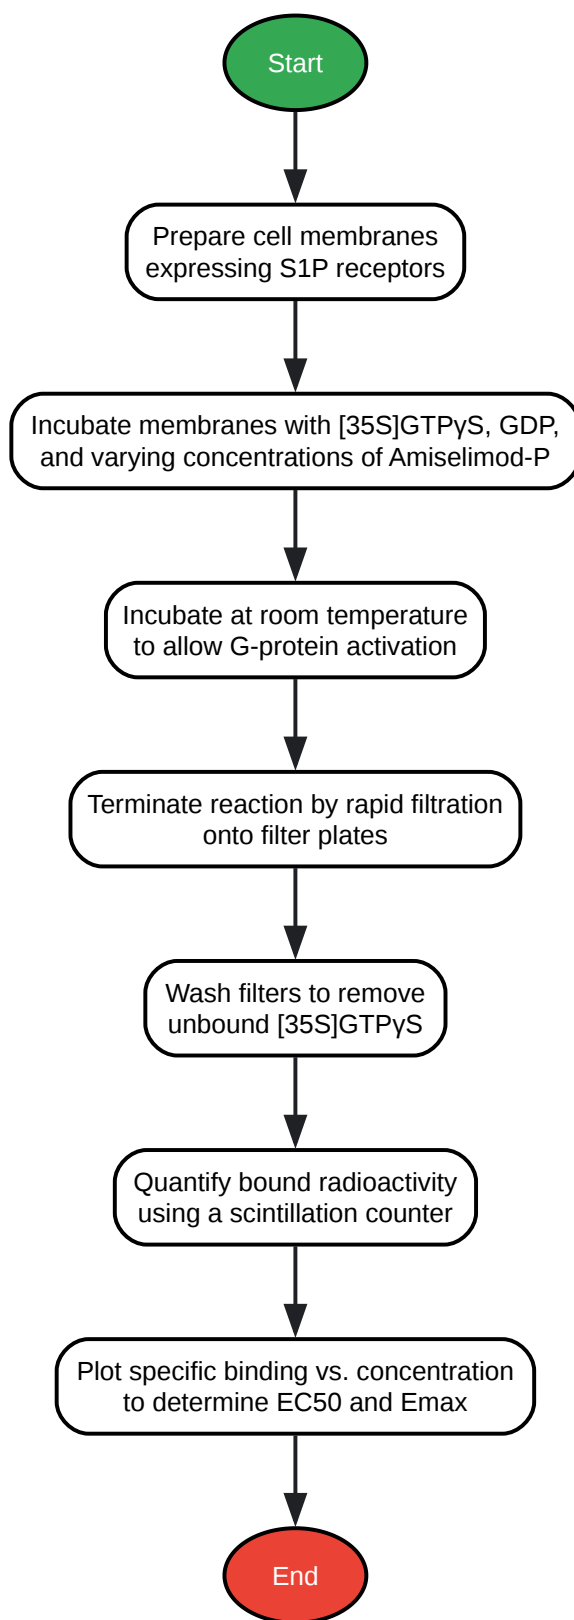 Start
Prepare cell membranes
expressing S1P receptors
Incubate membranes with [35S]GTPγS, GDP,
and varying concentrations of Amiselimod-P
Incubate at room temperature
to allow G-protein activation
Terminate reaction by rapid filtration
onto filter plates
Wash filters to remove
unbound [35S]GTPγS
Quantify bound radioactivity
using a scintillation counter
Plot specific binding vs. concentration
to determine EC50 and Emax
End